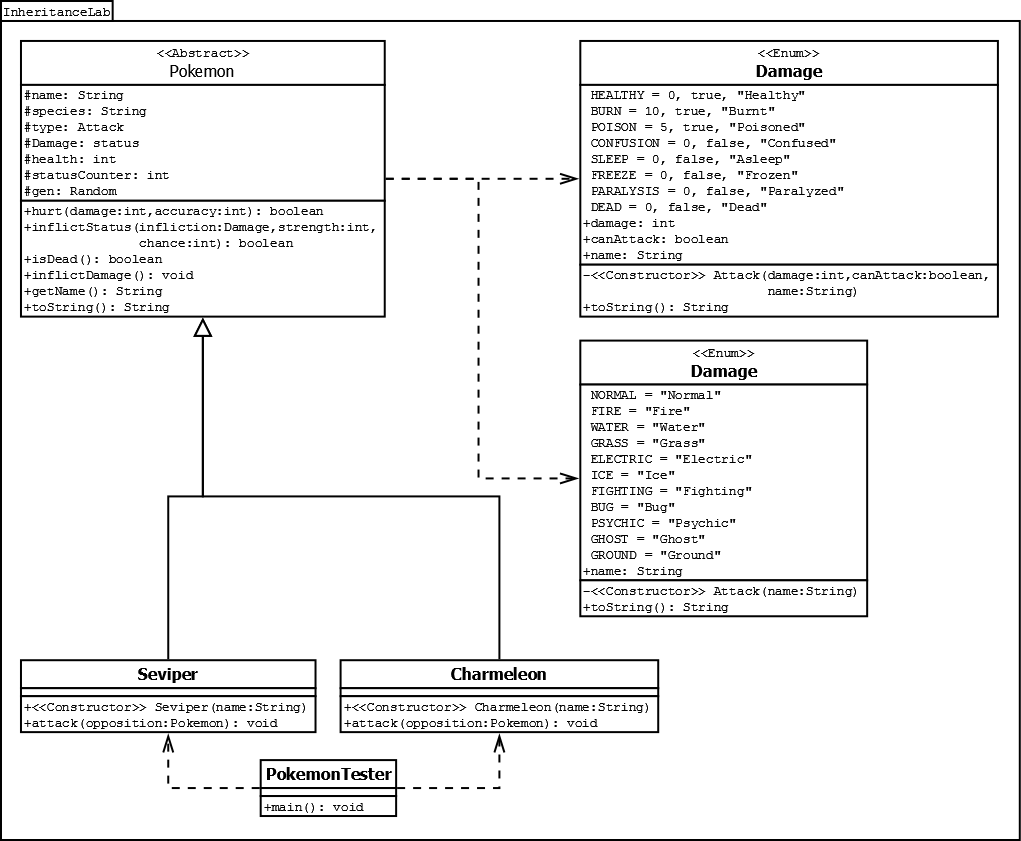 InheritanceLab
<<Abstract>>
Pokemon
#name: String
#species: String
#type: Attack
#Damage: status
#health: int
#statusCounter: int
#gen: Random
+hurt(damage:int,accuracy:int): boolean
+inflictStatus(infliction:Damage,strength:int,
chance:int): boolean
+isDead(): boolean
+inflictDamage(): void
+getName(): String
+toString(): String
<<Enum>>
Damage
HEALTHY = 0, true, "Healthy"
BURN = 10, true, "Burnt"
POISON = 5, true, "Poisoned"
CONFUSION = 0, false, "Confused"
SLEEP = 0, false, "Asleep"
FREEZE = 0, false, "Frozen"
PARALYSIS = 0, false, "Paralyzed"
DEAD = 0, false, "Dead"
+damage: int
+canAttack: boolean
+name: String
-<<Constructor>> Attack(damage:int,canAttack:boolean,
name:String)
+toString(): String
<<Enum>>
Damage
NORMAL = "Normal"
FIRE = "Fire"
WATER = "Water"
GRASS = "Grass"
ELECTRIC = "Electric"
ICE = "Ice"
FIGHTING = "Fighting"
BUG = "Bug"
PSYCHIC = "Psychic"
GHOST = "Ghost"
GROUND = "Ground"
+name: String
-<<Constructor>> Attack(name:String)
+toString(): String
Seviper
+<<Constructor>> Seviper(name:String)
+attack(opposition:Pokemon): void
Charmeleon
+<<Constructor>> Charmeleon(name:String)
+attack(opposition:Pokemon): void
PokemonTester
+main(): void